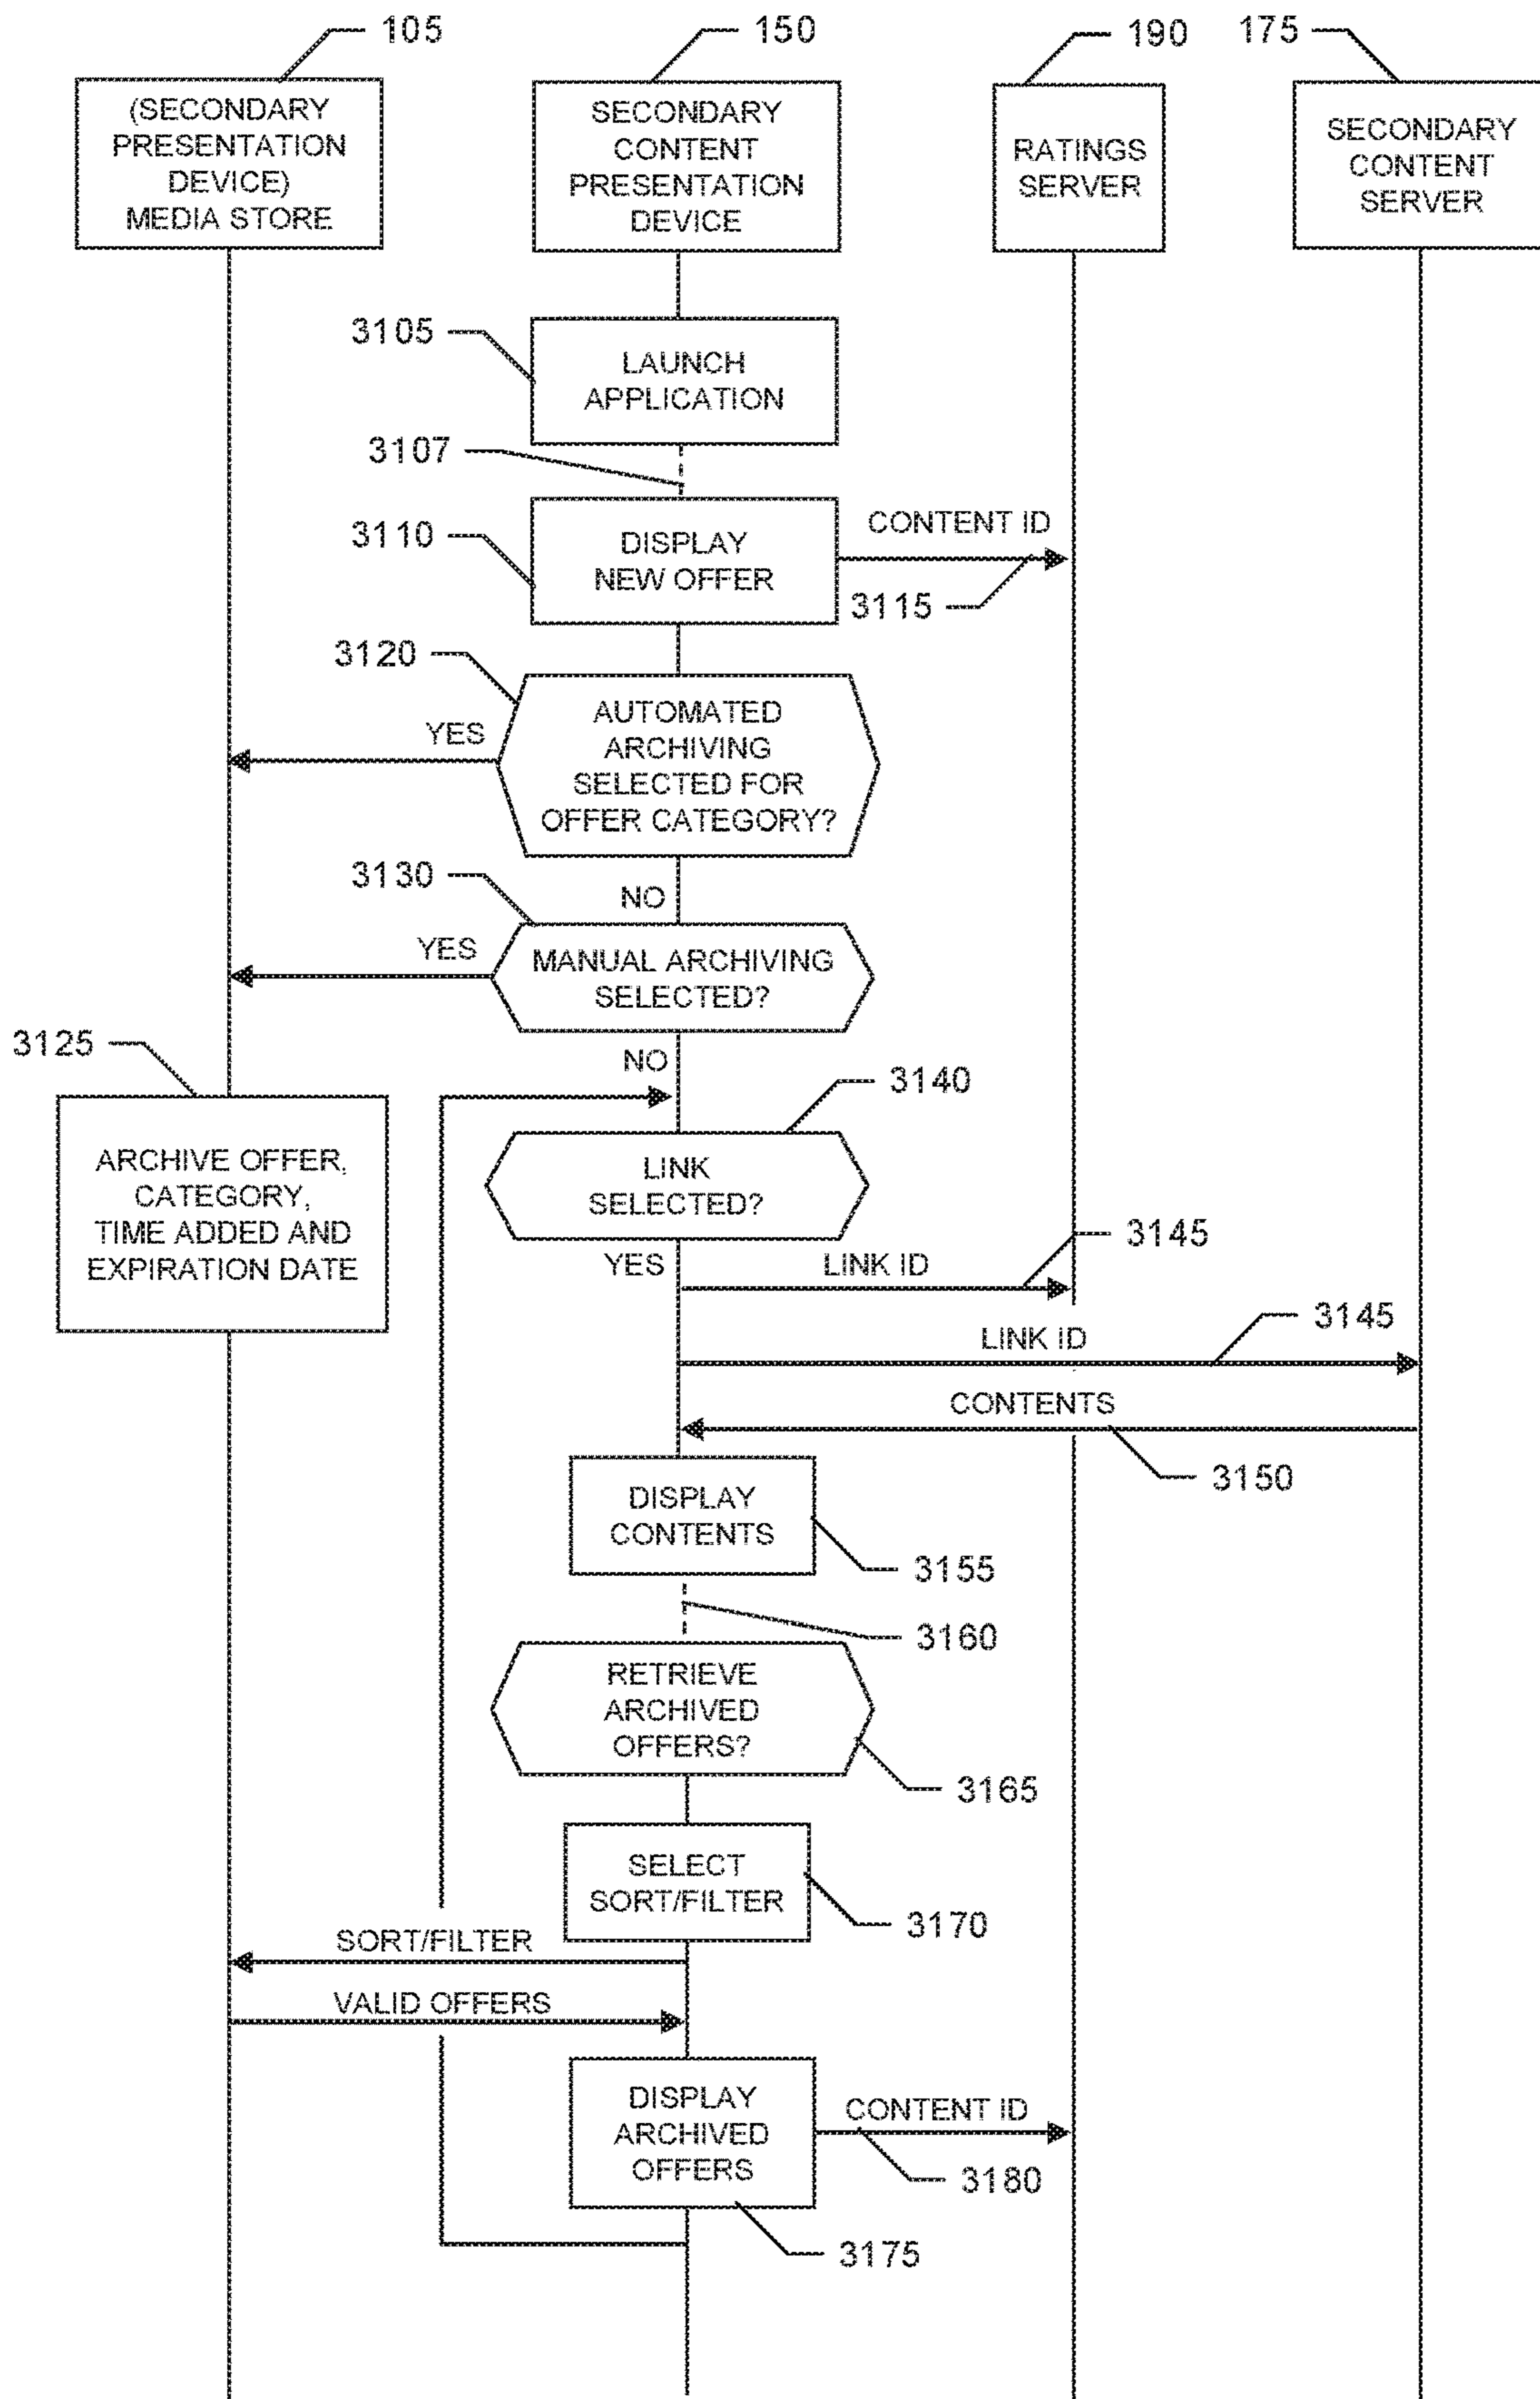 105
150
190
175
(SECONDARY
PRESENTATION
DEVICE)
MEDIA STORE
SECONDARY
CONTENT
PRESENTATION
DEVICE
RATINGS
SERVER
SECONDARY
CONTENT
SERVER
3105
LAUNCH
APPLICATION
3107
3110
DISPLAY
NEW OFFER
CONTENT ID
3115
3120
YES
AUTOMATED
ARCHIVING
SELECTED FOR
OFFER CATEGORY?
3130
NO
YES
MANUAL ARCHIVING
SELECTED?
3125
NO
3140
ARCHIVE OFFER,
CATEGORY,
TIME ADDED AND
EXPIRATION DATE
LINK
SELECTED?
YES
LINK ID
3145
LINK ID
3145
CONTENTS
3150
DISPLAY
CONTENTS
3155
3160
RETRIEVE
ARCHIVED
OFFERS?
3165
SELECT
SORT/FILTER
3170
SORT/FILTER
VALID OFFERS
DISPLAY
ARCHIVED
OFFERS
CONTENT ID
3180
3175